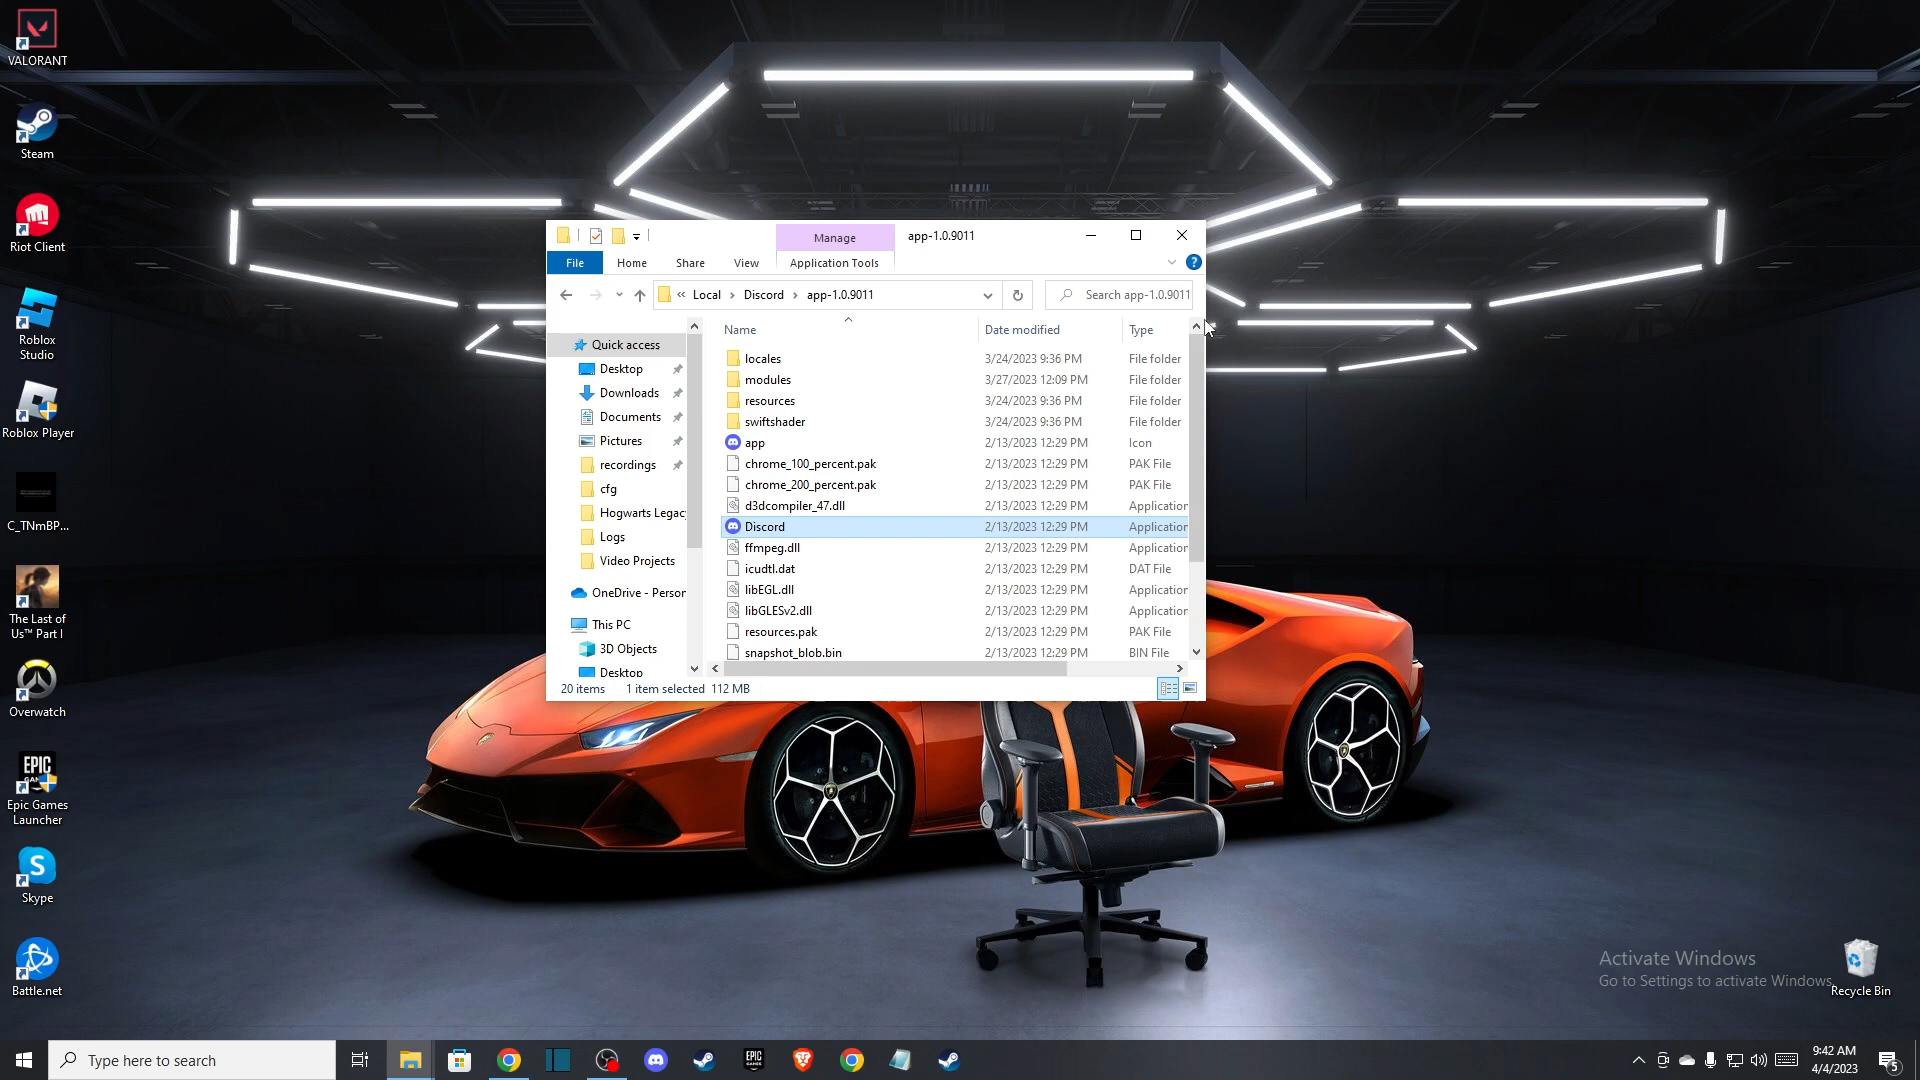 VALORANT
Steam
Riot Client
Roblox
Studio
Roblox Player
C_TNmBP...
The Last of
Us™ Part I
Overwatch
EPIC
Epic Games
Launcher
Skype
Battle.net
Manage
app-1.0.9011
File
Home
Share
View
Application Tools
« Local › Discord › app-1.0.9011
Search app-1.0.9011
Quick access
Desktop
Downloads
Documents
Pictures
recordings
cfg
Hogwarts Legac
Logs
Video Projects
OneDrive - Person
This PC
3D Objects
Desktop
Name Date modified Type
locales 3/24/2023 9:36 PM File folder
modules 3/27/2023 12:09 PM File folder
resources 3/24/2023 9:36 PM File folder
swiftshader 3/24/2023 9:36 PM File folder
app 2/13/2023 12:29 PM Icon
chrome_100_percent.pak 2/13/2023 12:29 PM PAK File
chrome_200_percent.pak 2/13/2023 12:29 PM PAK File
d3dcompiler_47.dll 2/13/2023 12:29 PM Application
Discord 2/13/2023 12:29 PM Application
ffmpeg.dll 2/13/2023 12:29 PM Application
icudtl.dat 2/13/2023 12:29 PM DAT File
libEGL.dll 2/13/2023 12:29 PM Application
libGLESv2.dll 2/13/2023 12:29 PM Application
resources.pak 2/13/2023 12:29 PM PAK File
snapshot_blob.bin 2/13/2023 12:29 PM BIN File
20 items 1 item selected 112 MB
Activate Windows
Go to Settings to activate Windows.
Recycle Bin
Type here to search
EPIC
9:42 AM
4/4/2023
5